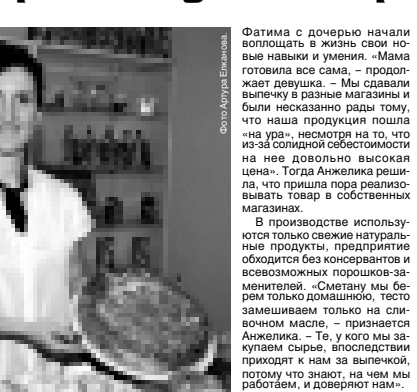 Фото Артура Елканова.
Фатима с дочерью начали
воплощать в жизнь свои но-
вые навыки и умения. «Мама
готовила все сама, – продол-
жает девушка. – Мы сдавали
выпечку в разные магазины и
были несказанно рады тому,
что наша продукция пошла
«на ура», несмотря на то, что
из-за солидной себестоимости
на нее довольно высокая
цена». Тогда Анжелика реши-
ла, что пришла пора реализо-
вывать товар в собственных
магазинах.
В производстве использу-
ются только свежие натураль-
ные продукты, предприятие
обходится без консервантов и
всевозможных порошков-за-
менителей. «Сметану мы бе-
рем только домашнюю, тесто
замешиваем только на сли-
вочном масле, – признается
Анжелика. – Те, у кого мы за-
купаем сырье, впоследствии
приходят к нам за выпечкой,
потому что знают, на чем мы
работаем, и доверяют нам».